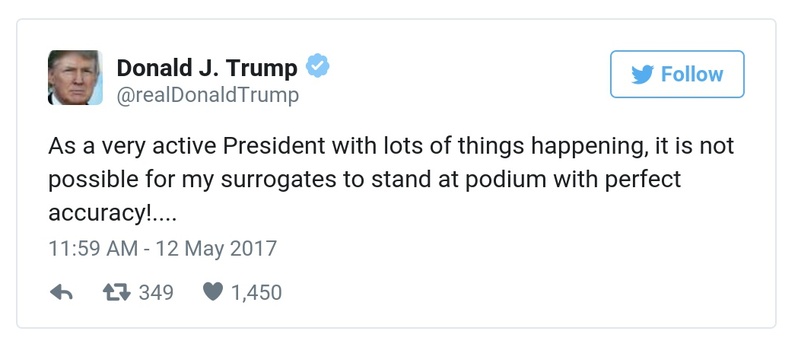 Donald J. Trump
@realDonaldTrump
Follow
As a very active President with lots of things happening, it is not
possible for my surrogates to stand at podium with perfect
accuracy!....
11:59 AM - 12 May 2017
349 1,450